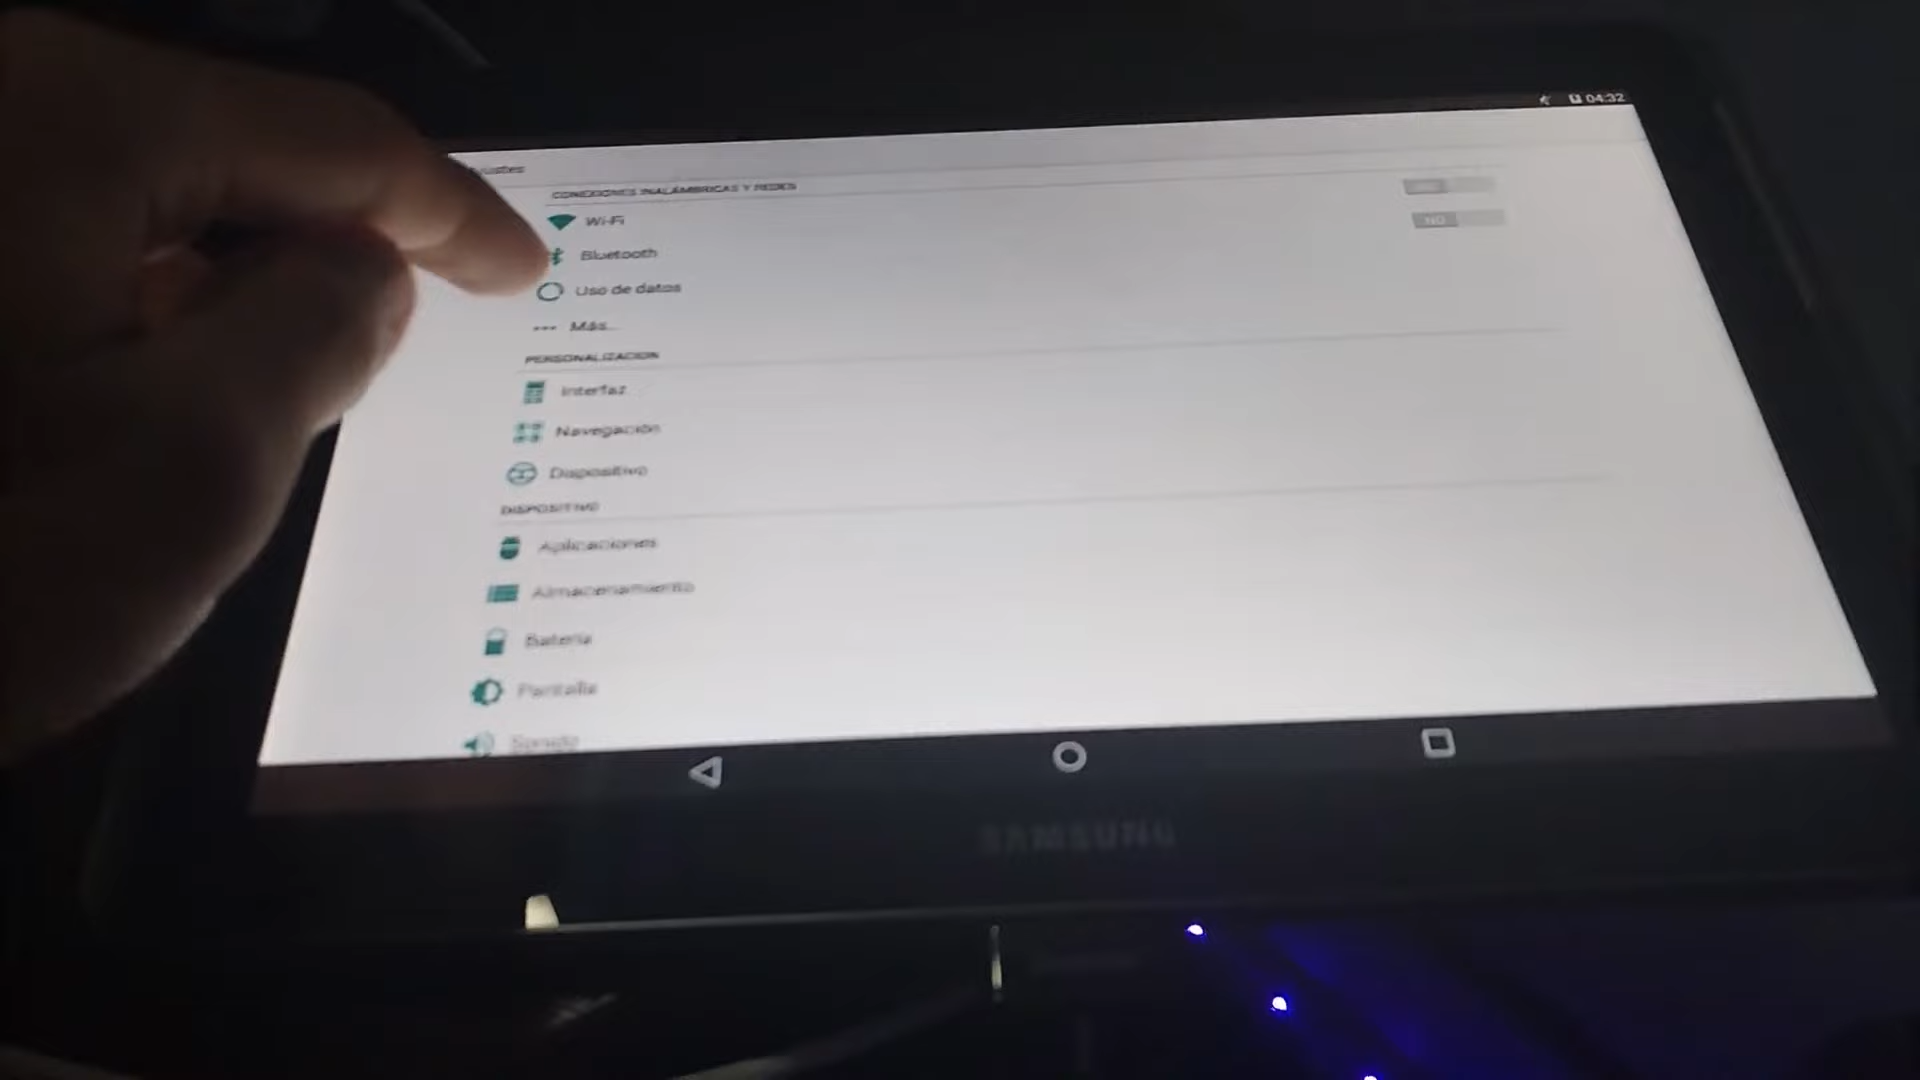 04:32
Ajustes
CONEXIONES INALÁMBRICAS Y REDES
Wi-Fi
NO
Bluetooth
NO
Uso de datos
Más...
PERSONALIZACIÓN
Interfaz
Navegación
Dispositivo
DISPOSITIVO
Aplicaciones
Almacenamiento
Batería
Pantalla
Sonido
SAMSUNG